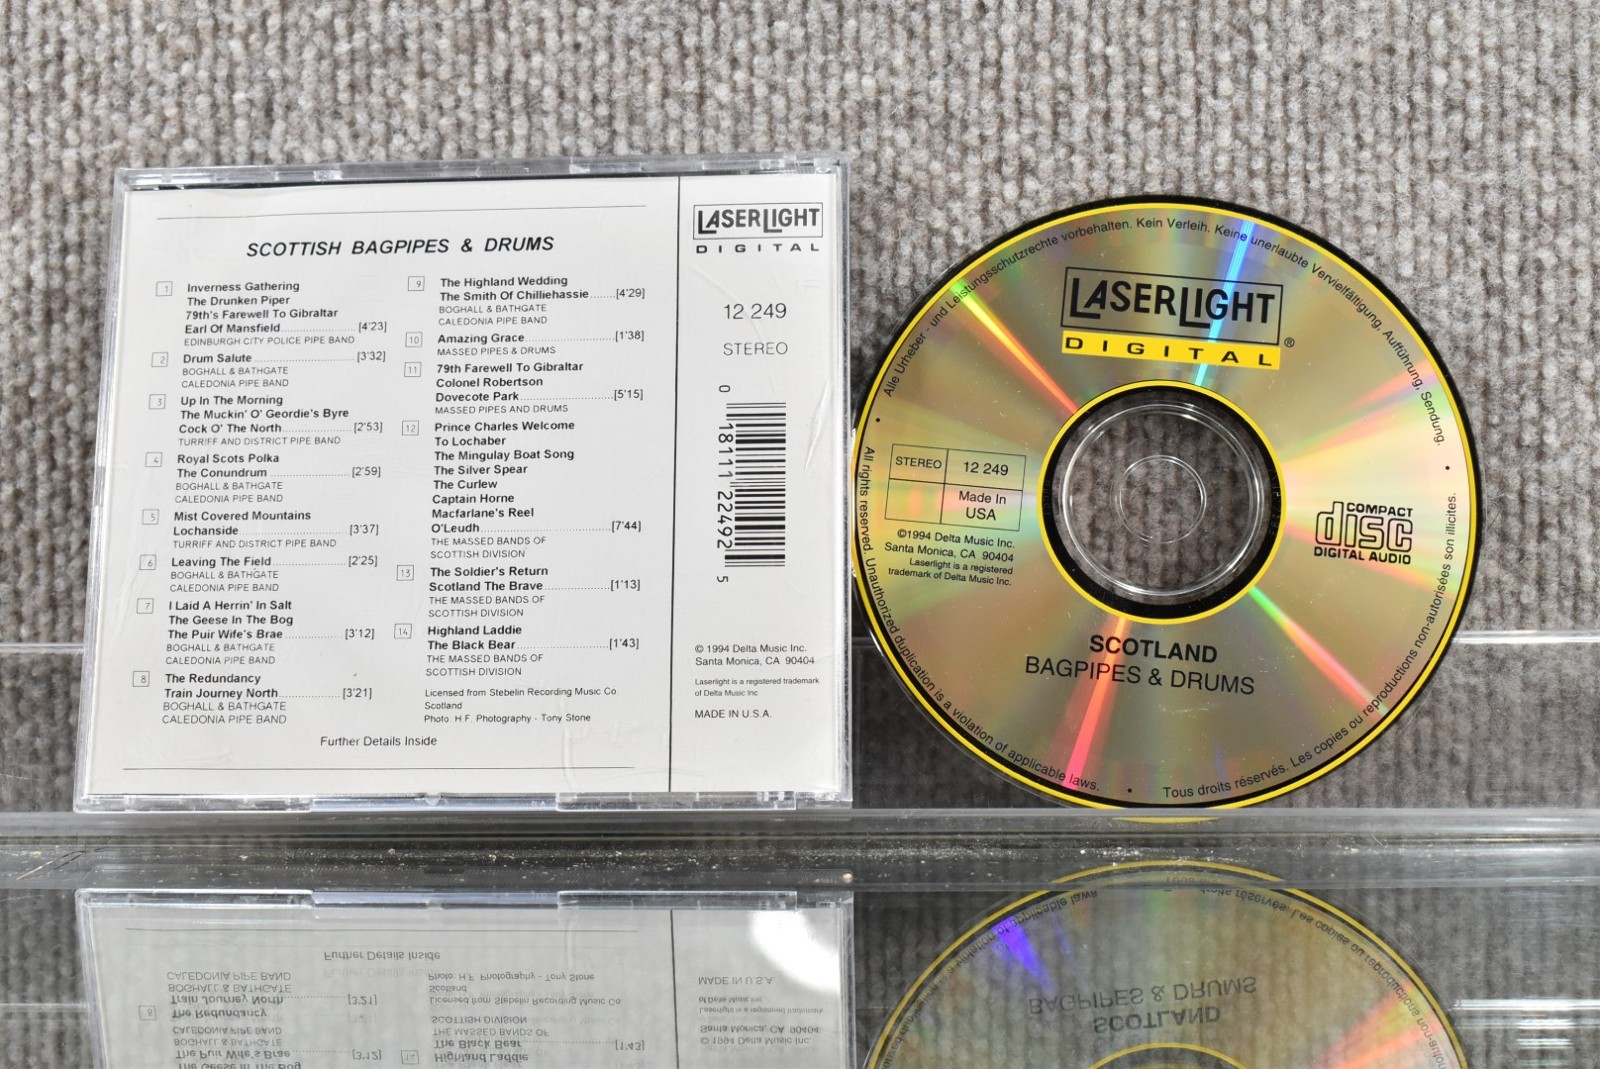 SCOTTISH BAGPIPES & DRUMS
1 Inverness Gathering
The Drunken Piper
79th's Farewell To Gibraltar
Earl Of Mansfield [4'23]
EDINBURGH CITY POLICE PIPE BAND
2 Drum Salute [3'32]
BOGHALL & BATHGATE
CALEDONIA PIPE BAND
3 Up In The Morning
The Muckin' O' Geordie's Byre
Cock O' The North [2'53]
TURRIFF AND DISTRICT PIPE BAND
4 Royal Scots Polka
The Conundrum [2'59]
BOGHALL & BATHGATE
CALEDONIA PIPE BAND
5 Mist Covered Mountains
Lochanside [3'37]
TURRIFF AND DISTRICT PIPE BAND
6 Leaving The Field [2'25]
BOGHALL & BATHGATE
CALEDONIA PIPE BAND
7 I Laid A Herrin' In Salt
The Geese In The Bog
The Puir Wife's Brae [3'12]
BOGHALL & BATHGATE
CALEDONIA PIPE BAND
8 The Redundancy
Train Journey North [3'21]
BOGHALL & BATHGATE
CALEDONIA PIPE BAND
9 The Highland Wedding
The Smith Of Chilliehassie [4'29]
BOGHALL & BATHGATE
CALEDONIA PIPE BAND
10 Amazing Grace [1'38]
MASSED PIPES & DRUMS
11 79th Farewell To Gibraltar
Colonel Robertson
Dovecote Park [5'15]
MASSED PIPES AND DRUMS
12 Prince Charles Welcome
To Lochaber
The Mingulay Boat Song
The Silver Spear
The Curlew
Captain Horne
Macfarlane's Reel
O'Leudh [7'44]
THE MASSED BANDS OF
SCOTTISH DIVISION
13 The Soldier's Return
Scotland The Brave [1'13]
THE MASSED BANDS OF
SCOTTISH DIVISION
14 Highland Laddie
The Black Bear [1'43]
THE MASSED BANDS OF
SCOTTISH DIVISION
Licensed from Stebelin Recording Music Co
Scotland
Photo: H.F. Photography - Tony Stone
Further Details Inside
LASERLIGHT
DIGITAL
12 249
STEREO
0 18111 22492 5
© 1994 Delta Music Inc.
Santa Monica, CA 90404
Laserlight is a registered trademark
of Delta Music Inc
MADE IN U.S.A.
Alle Urheber - und Leistungsschutzrechte vorbehalten. Kein Verleih. Keine unerlaubte Vervielfältigung, Aufführung, Sendung.
LASERLIGHT ®
DIGITAL
STEREO 12 249
Made In
USA
©1994 Delta Music Inc.
Santa Monica, CA 90404
Laserlight is a registered
trademark of Delta Music Inc.
COMPACT
disc
DIGITAL AUDIO
SCOTLAND
BAGPIPES & DRUMS
All rights reserved. Unauthorized duplication is a violation of applicable laws.
Tous droits réservés. Les copies ou reproductions non-autorisées son illicites.